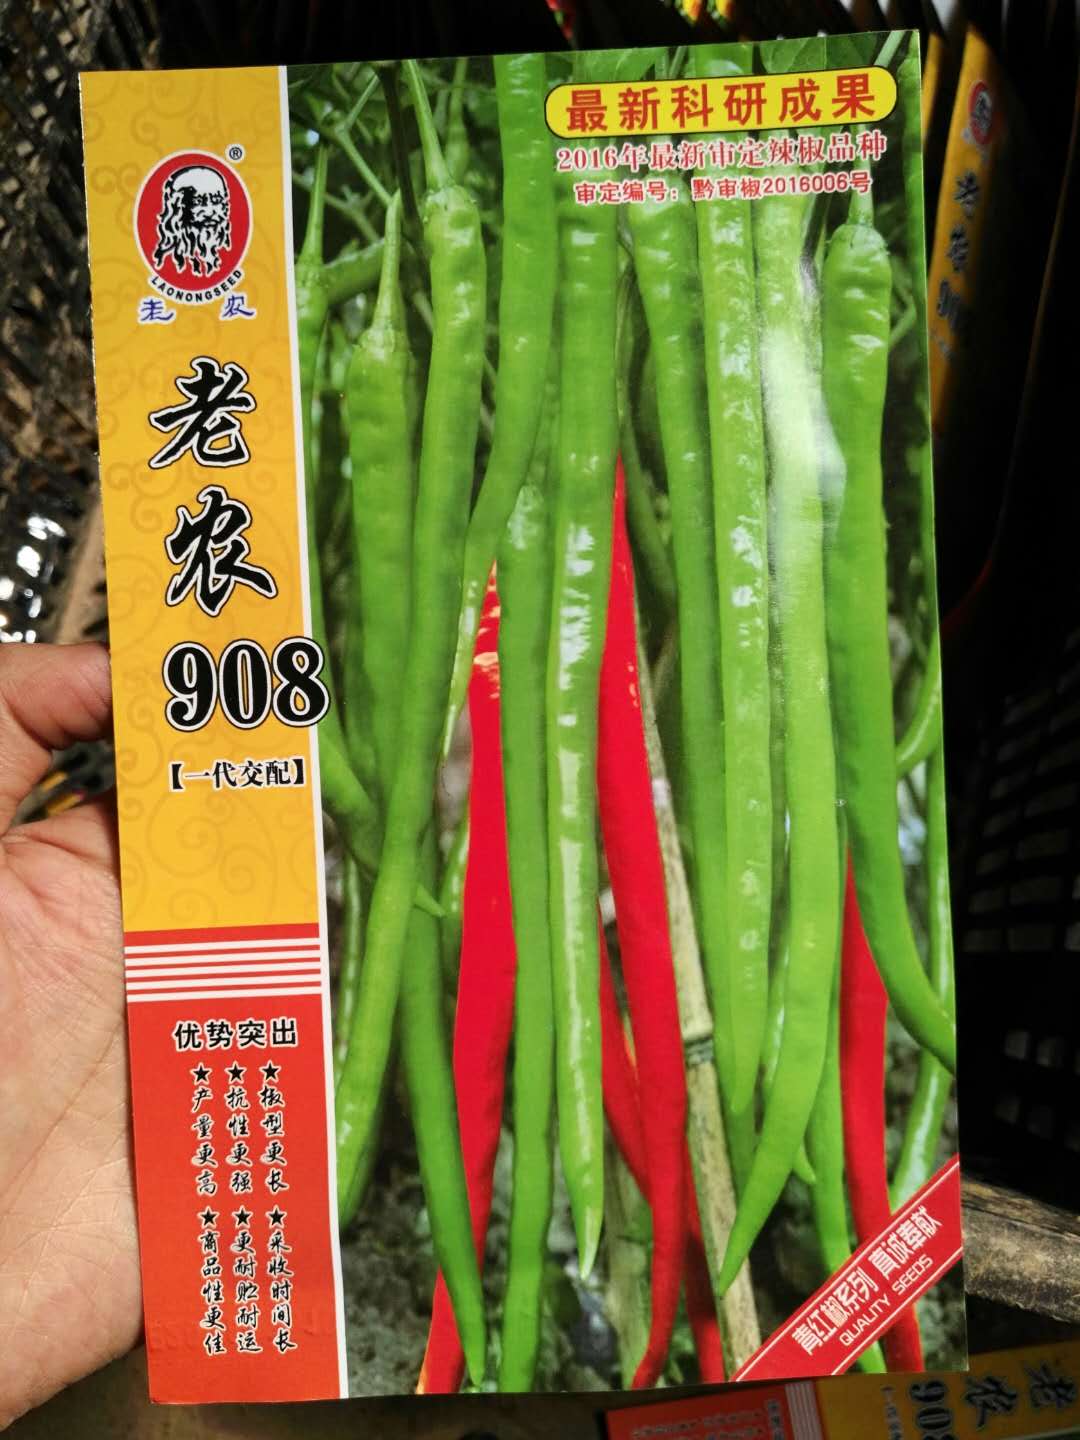 最新科研成果
2016年最新审定辣椒品种
审定编号：黔审椒2016006号
®
LAONONGSEED
老农
老农
908
【一代交配】
优势突出
★椒型更长
★抗性更强
★产量更高
★采收时间长
★更耐贮耐运
★商品性更佳
青红椒系列 真诚奉献
QUALITY SEEDS
老农